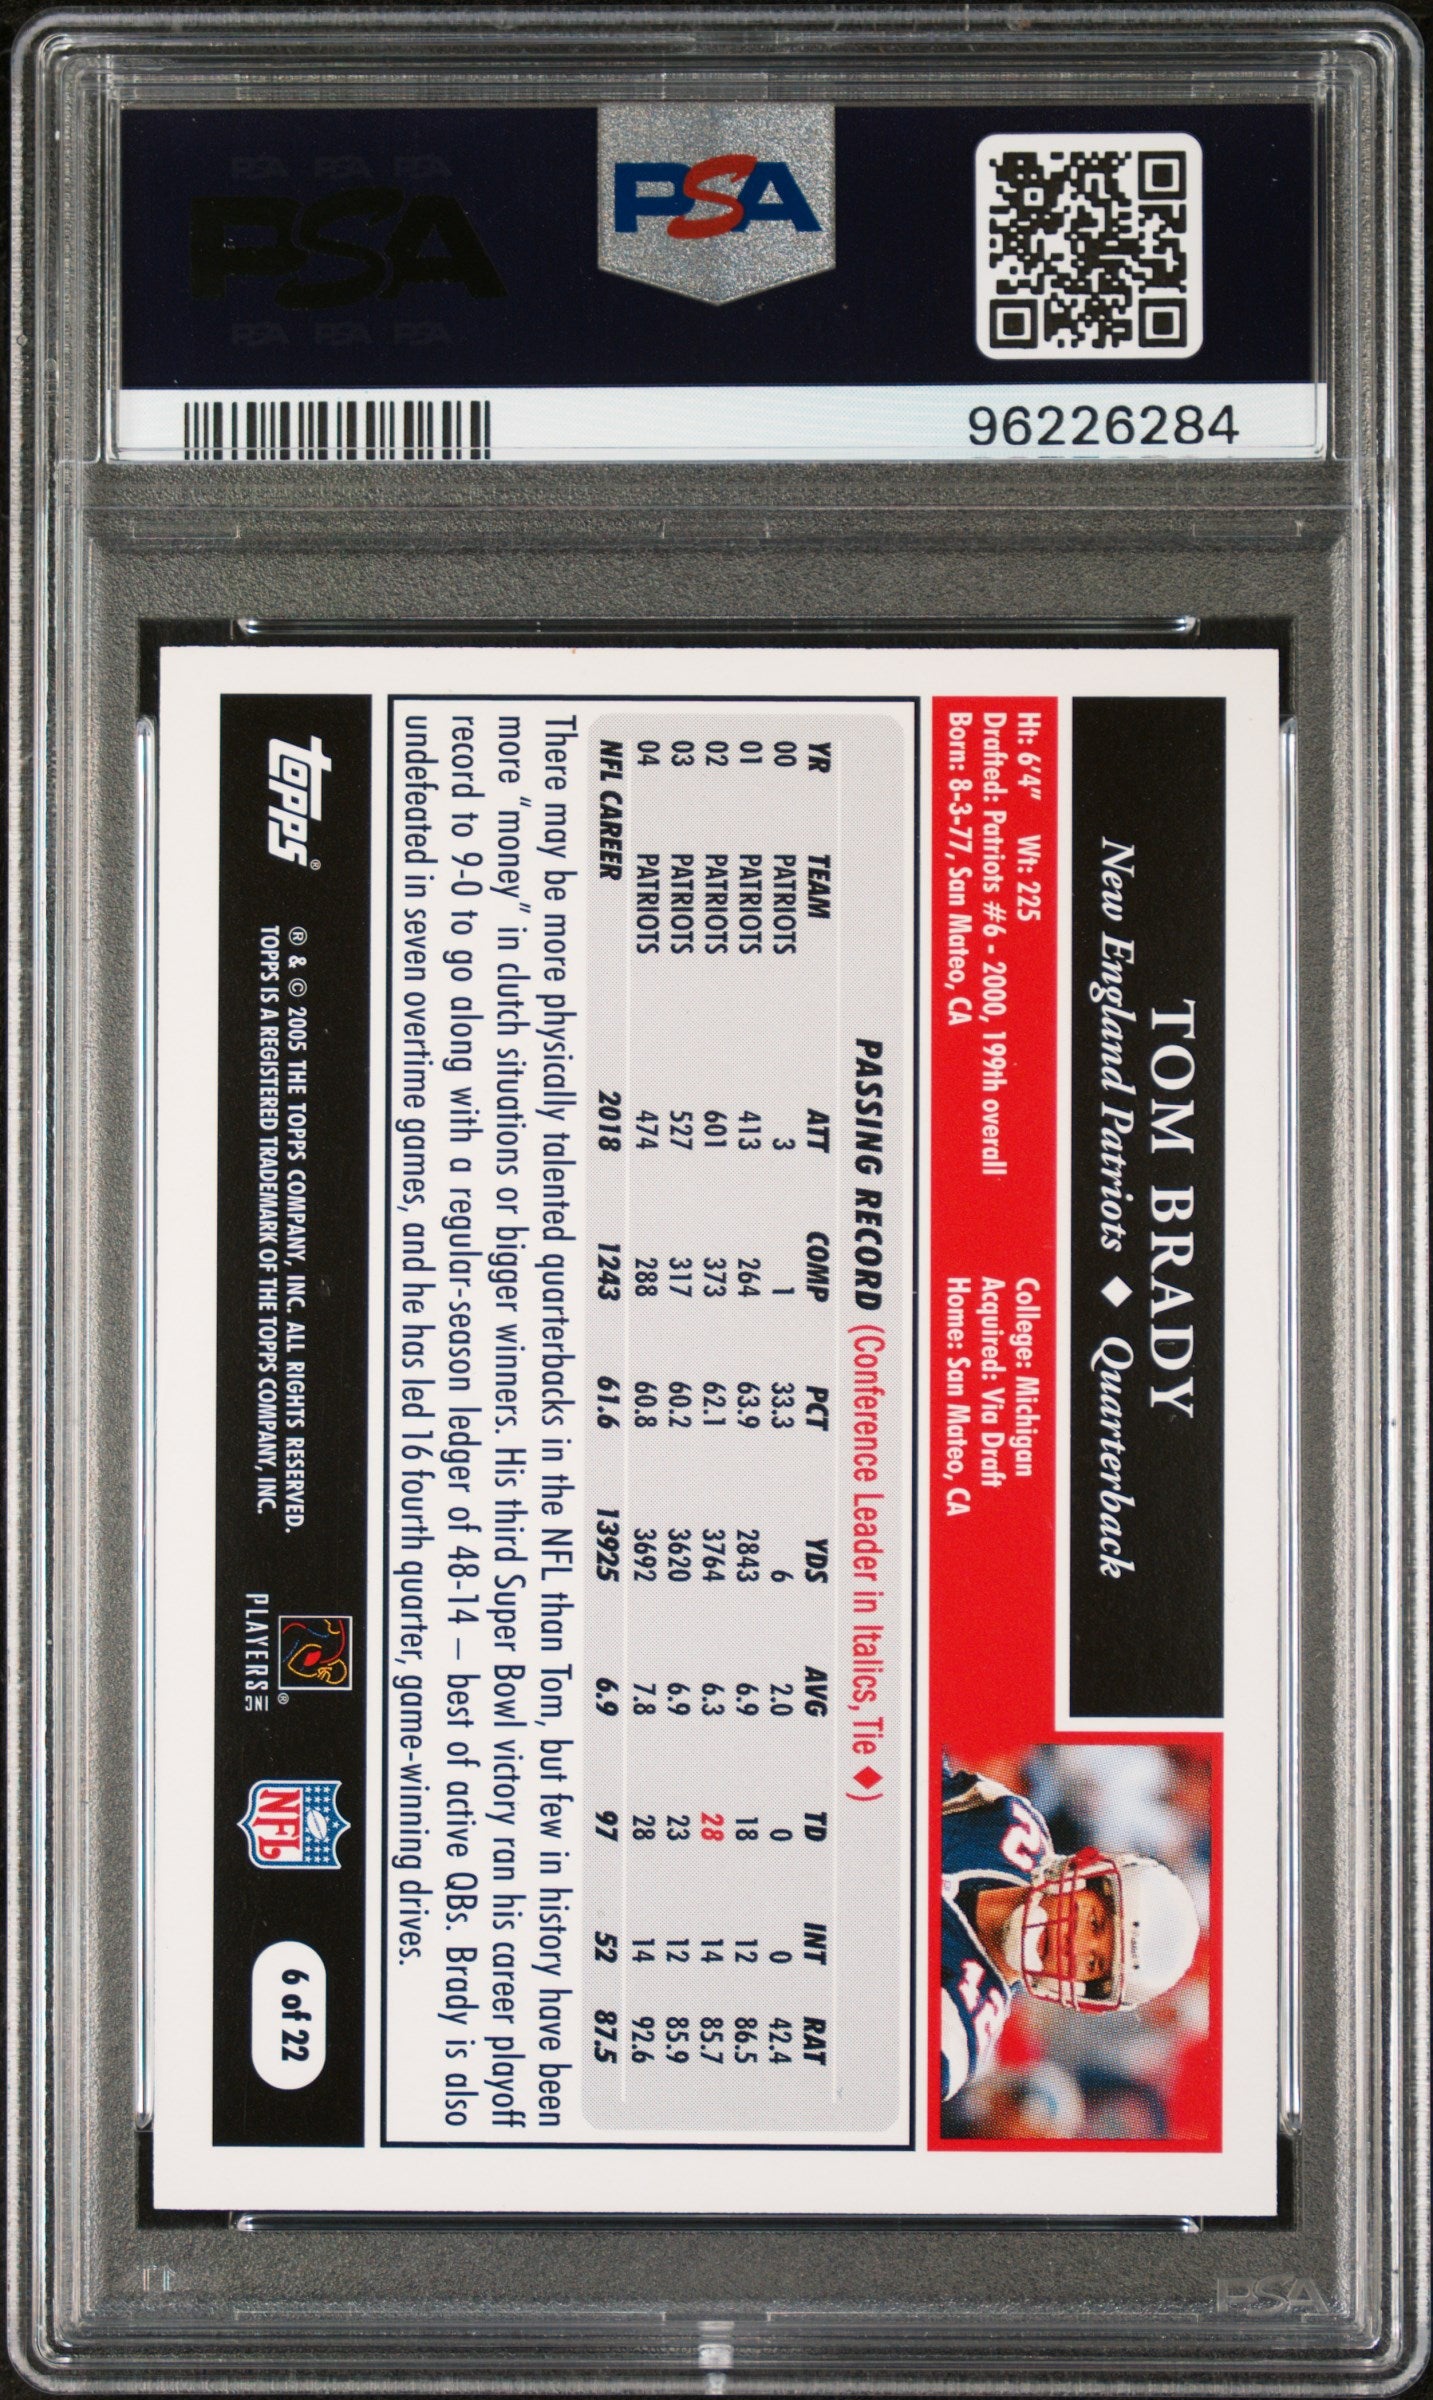 PSA PSA PSA
PSA
PSA PSA PSA
PSA
96226284
TOM BRADY
New England Patriots ♦ Quarterback
Ht: 6'4" Wt: 225 College: Michigan
Drafted: Patriots #6 - 2000, 199th overall Acquired: Via Draft
Born: 8-3-77, San Mateo, CA Home: San Mateo, CA
PASSING RECORD (Conference Leader in Italics, Tie ♦)
YR TEAM ATT COMP PCT YDS AVG TD INT RAT
00 PATRIOTS 3 1 33.3 6 2.0 0 0 42.4
01 PATRIOTS 413 264 63.9 2843 6.9 18 12 86.5
02 PATRIOTS 601 373 62.1 3764 6.3 28 14 85.7
03 PATRIOTS 527 317 60.2 3620 6.9 23 12 85.9
04 PATRIOTS 474 288 60.8 3692 7.8 28 14 92.6
NFL CAREER 2018 1243 61.6 13925 6.9 97 52 87.5
There may be more physically talented quarterbacks in the NFL than Tom, but few in history have been
more "money" in clutch situations or bigger winners. His third Super Bowl victory ran his career playoff
record to 9-0 to go along with a regular-season ledger of 48-14 – best of active QBs. Brady is also
undefeated in seven overtime games, and he has led 16 fourth quarter, game-winning drives.
topps®
® & © 2005 THE TOPPS COMPANY, INC. ALL RIGHTS RESERVED.
TOPPS IS A REGISTERED TRADEMARK OF THE TOPPS COMPANY, INC.
PLAYERS INC
®
NFL
6 of 22
12
PSA